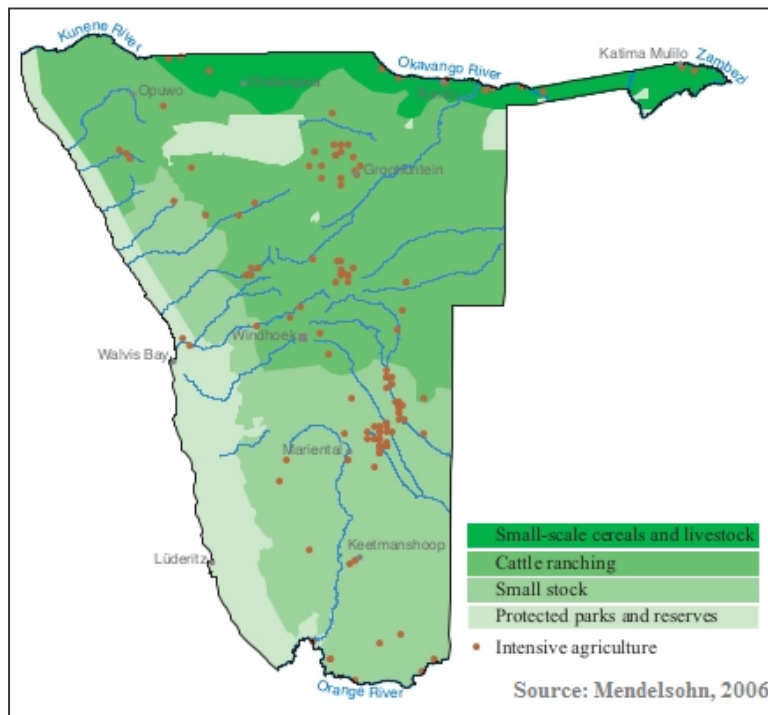 Kunene River
Okavango River
Katima Mulilo
Zambezi
Opuwo
Grootfontein
Windhoek
Walvis Bay
Mariental
Lüderitz
Keetmanshoop
Orange River
Small-scale cereals and livestock
Cattle ranching
Small stock
Protected parks and reserves
Intensive agriculture
Source: Mendelsohn, 2006